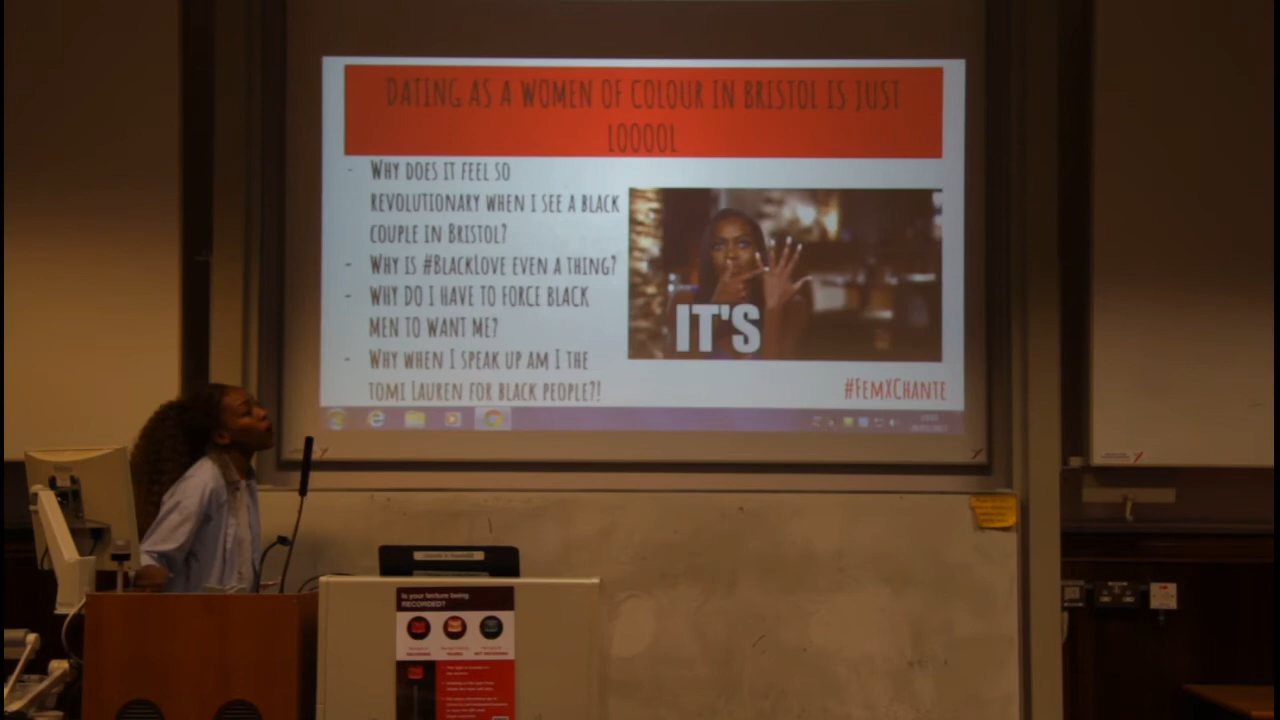 DATING AS A WOMEN OF COLOUR IN BRISTOL IS JUST
LOOOOL
- WHY DOES IT FEEL SO
REVOLUTIONARY WHEN I SEE A BLACK
COUPLE IN BRISTOL?
- WHY IS #BLACKLOVE EVEN A THING?
- WHY DO I HAVE TO FORCE BLACK
MEN TO WANT ME?
- WHY WHEN I SPEAK UP AM I THE
TOMI LAUREN FOR BLACK PEOPLE?!
IT'S
#FEMXCHANTE
Is your lecture being
RECORDED?